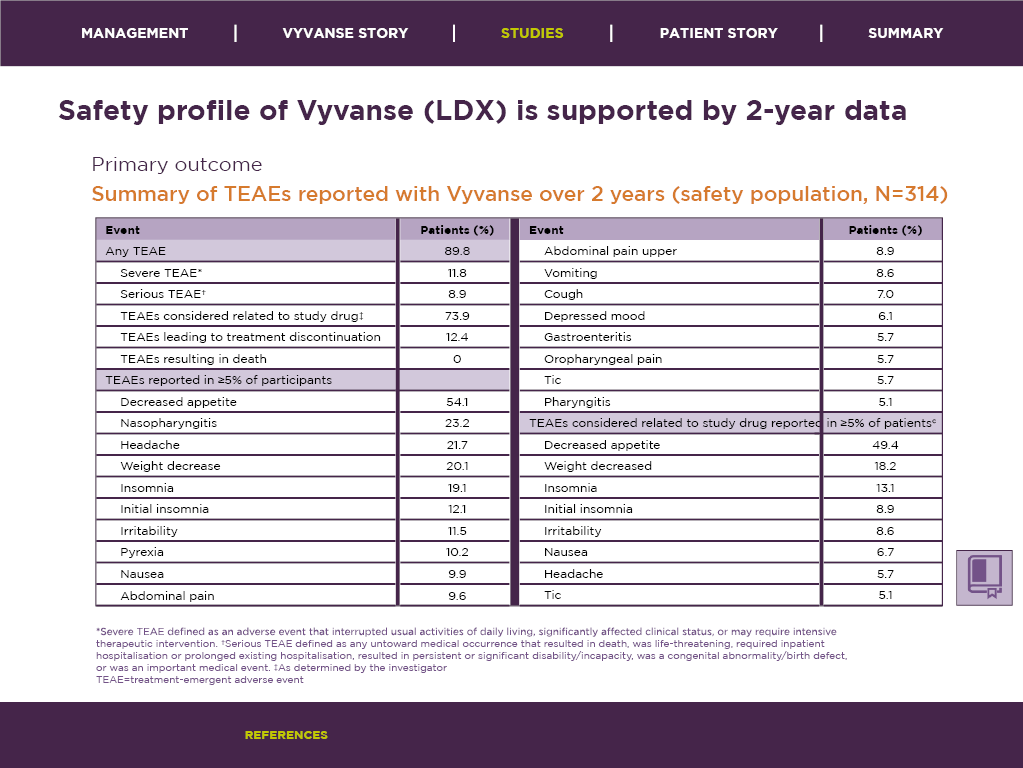 MANAGEMENT | VYVANSE STORY | STUDIES | PATIENT STORY | SUMMARY
Safety profile of Vyvanse (LDX) is supported by 2-year data
Primary outcome
Summary of TEAEs reported with Vyvanse over 2 years (safety population, N=314)
Event Patients (%)
Any TEAE 89.8
Severe TEAE* 11.8
Serious TEAE† 8.9
TEAEs considered related to study drug‡ 73.9
TEAEs leading to treatment discontinuation 12.4
TEAEs resulting in death 0
TEAEs reported in ≥5% of participants
Decreased appetite 54.1
Nasopharyngitis 23.2
Headache 21.7
Weight decrease 20.1
Insomnia 19.1
Initial insomnia 12.1
Irritability 11.5
Pyrexia 10.2
Nausea 9.9
Abdominal pain 9.6
Event Patients (%)
Abdominal pain upper 8.9
Vomiting 8.6
Cough 7.0
Depressed mood 6.1
Gastroenteritis 5.7
Oropharyngeal pain 5.7
Tic 5.7
Pharyngitis 5.1
TEAEs considered related to study drug reported in ≥5% of patients
Decreased appetite 49.4
Weight decreased 18.2
Insomnia 13.1
Initial insomnia 8.9
Irritability 8.6
Nausea 6.7
Headache 5.7
Tic 5.1
*Severe TEAE defined as an adverse event that interrupted usual activities of daily living, significantly affected clinical status, or may require intensive
therapeutic intervention. †Serious TEAE defined as any untoward medical occurrence that resulted in death, was life-threatening, required inpatient
hospitalisation or prolonged existing hospitalisation, resulted in persistent or significant disability/incapacity, was a congenital abnormality/birth defect,
or was an important medical event. ‡As determined by the investigator
TEAE=treatment-emergent adverse event
REFERENCES